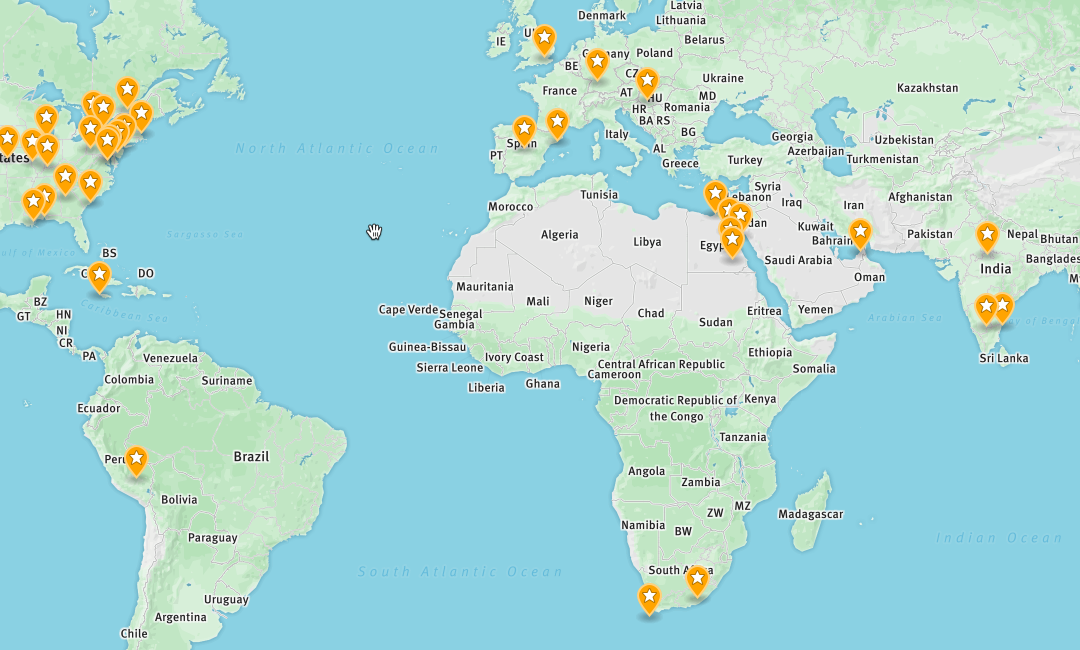 Latvia
Denmark
Lithuania
IE
U
Belarus
Germany
Poland
BE
CZ
Ukraine
Kazakhstan
France
AT
HU
MD
HR
Romania
BA RS
BG
Georgia
Uzbekistan
North Atlantic Ocean
Italy
Azerbaijan
Spain
AL
Turkmenistan
tates
PT
Greece
Turkey
Tunisia
Syria
Lebanon
Iraq
Iran
Afghanistan
Morocco
dan
Kuwait
Pakistan
Nepal
Bhutan
Sargasso Sea
Algeria
Libya
Egypt
Bahrain
ulf of Mexico
BS
Saudi Arabia
Banglades
India
C
DO
Oman
Mauritania
M
BZ
Mali
Niger
Cape Verde
Senegal
Chad
Eritrea
Yemen
GT
HN
Caribbean Sea
Gambia
Sudan
Arabian Sea
ay of Bengal
NI
CR
Guinea-Bissau
Nigeria
PA
Venezuela
Ivory Coast
Ethiopia
Sri Lanka
Sierra Leone
Central African Republic
Somalia
Colombia
Suriname
Cameroon
Liberia
Ghana
Ecuador
Democratic Republic of
the Congo
Kenya
Tanzania
Peru
Brazil
Angola
Zambia
Bolivia
ZW
MZ
Madagascar
Namibia
BW
Paraguay
Indian Ocean
South Atlantic Ocean
South Africa
Uruguay
Argentina
Chile